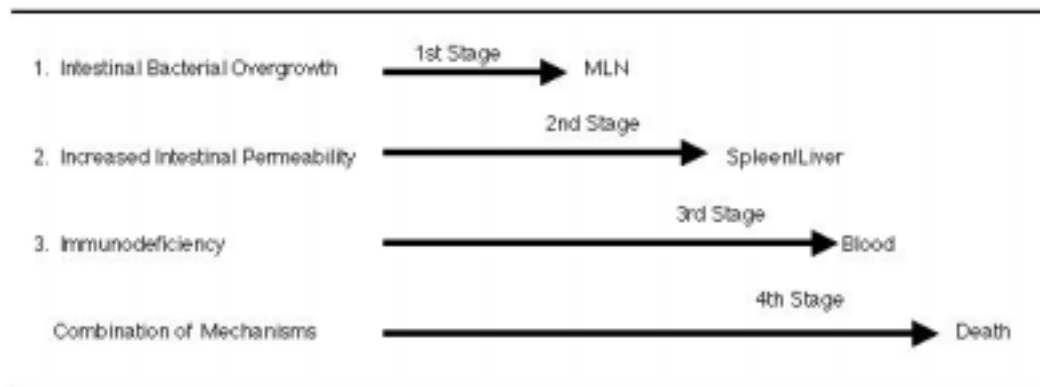 1st Stage
1. Intestinal Bacterial Overgrowth MLN
2nd Stage
2. Increased Intestinal Permeability Spleen/Liver
3rd Stage
3. Immunodeficiency Blood
4th Stage
Combination of Mechanisms Death